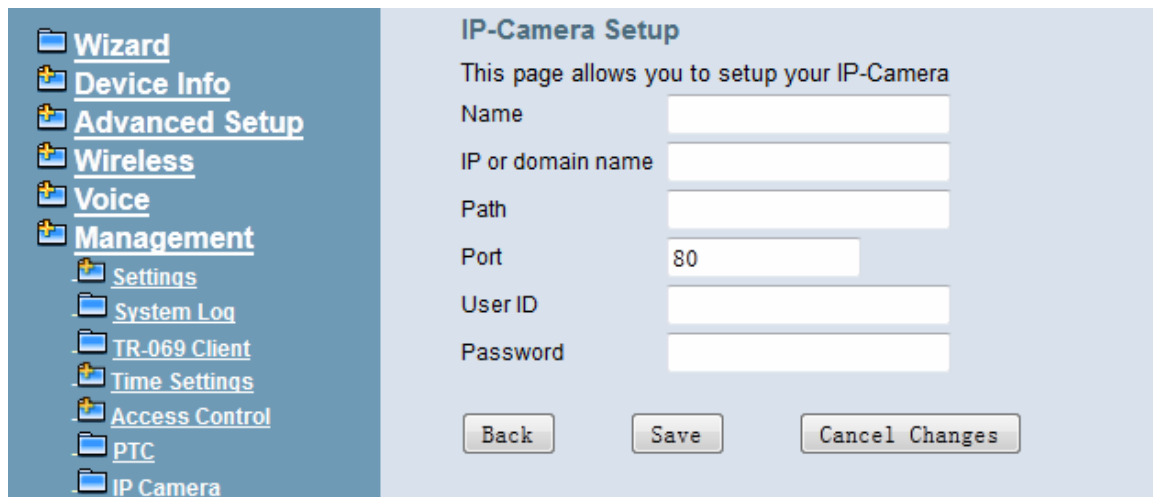 Wizard
Device Info
Advanced Setup
Wireless
Voice
Management
Settings
System Log
TR-069 Client
Time Settings
Access Control
PTC
IP Camera
IP-Camera Setup
This page allows you to setup your IP-Camera
Name
IP or domain name
Path
Port 80
User ID
Password
Back Save Cancel Changes